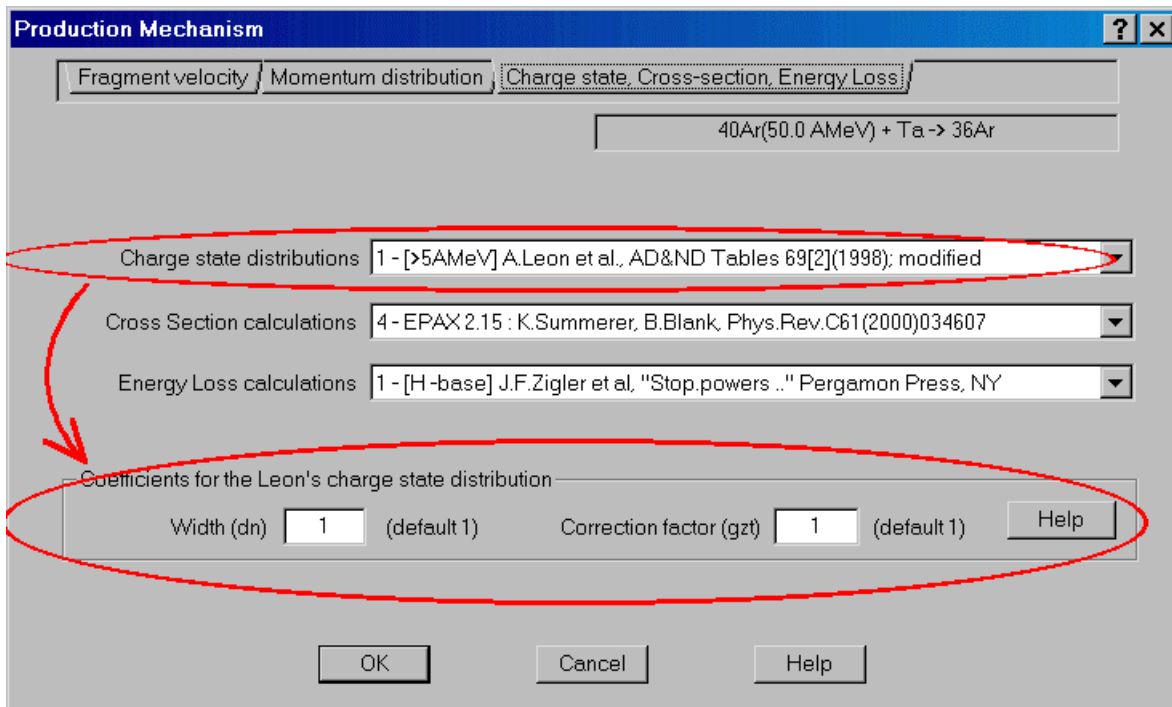 Production Mechanism
? ×
Fragment velocity Momentum distribution Charge state, Cross-section, Energy Loss
40Ar(50.0 AMeV) + Ta -> 36Ar
Charge state distributions 1 - [>5AMeV] A.Leon et al., AD&ND Tables 69[2](1998); modified
Cross Section calculations 4 - EPAX 2.15 : K.Summerer, B.Blank, Phys.Rev.C61(2000)034607
Energy Loss calculations 1 - [H -base] J.F.Zigler et al, "Stop.powers .." Pergamon Press, NY
Coefficients for the Leon's charge state distribution
Width (dn) 1 (default 1) Correction factor (gzt) 1 (default 1) Help
OK Cancel Help